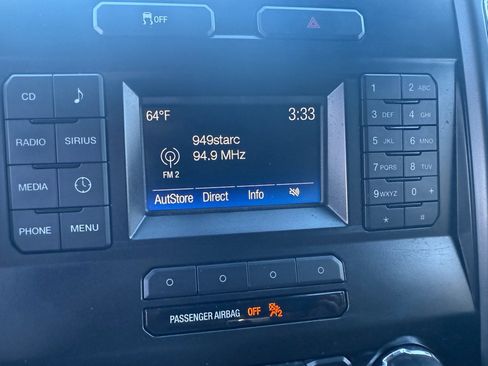 OFF
CD
RADIO SIRIUS
MEDIA
PHONE MENU
64°F 3:33
949starc
94.9 MHz
FM 2
AutStore Direct Info
1 2 ABC
3 DEF 4 GHI
5 JKL 6 MNO
7 PQRS 8 TUV
9 WXYZ 0 +
* #
PASSENGER AIRBAG OFF 2